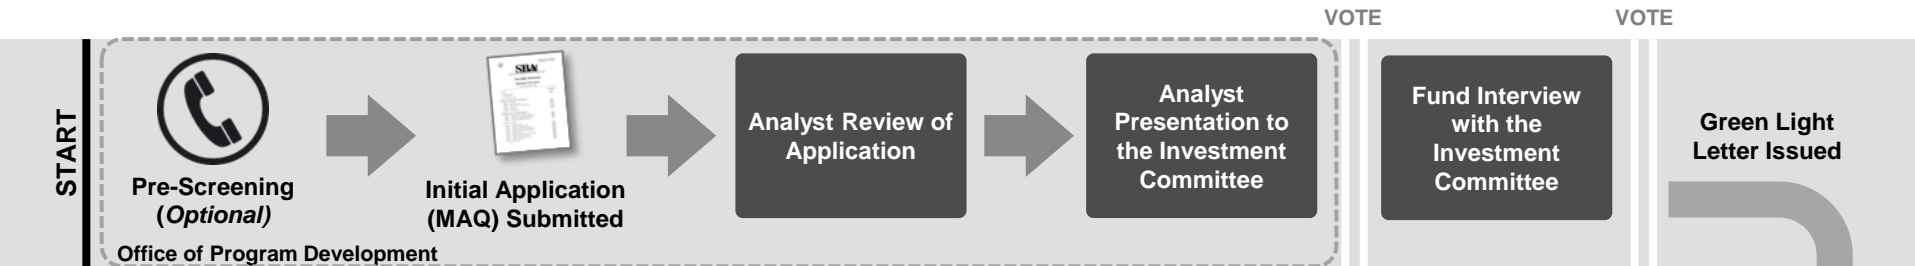 VOTE
VOTE
START
Pre-Screening
(Optional)
Initial Application
(MAQ) Submitted
SBA
Analyst Review of
Application
Analyst
Presentation to
the Investment
Committee
Fund Interview
with the
Investment
Committee
Green Light
Letter Issued
Office of Program Development